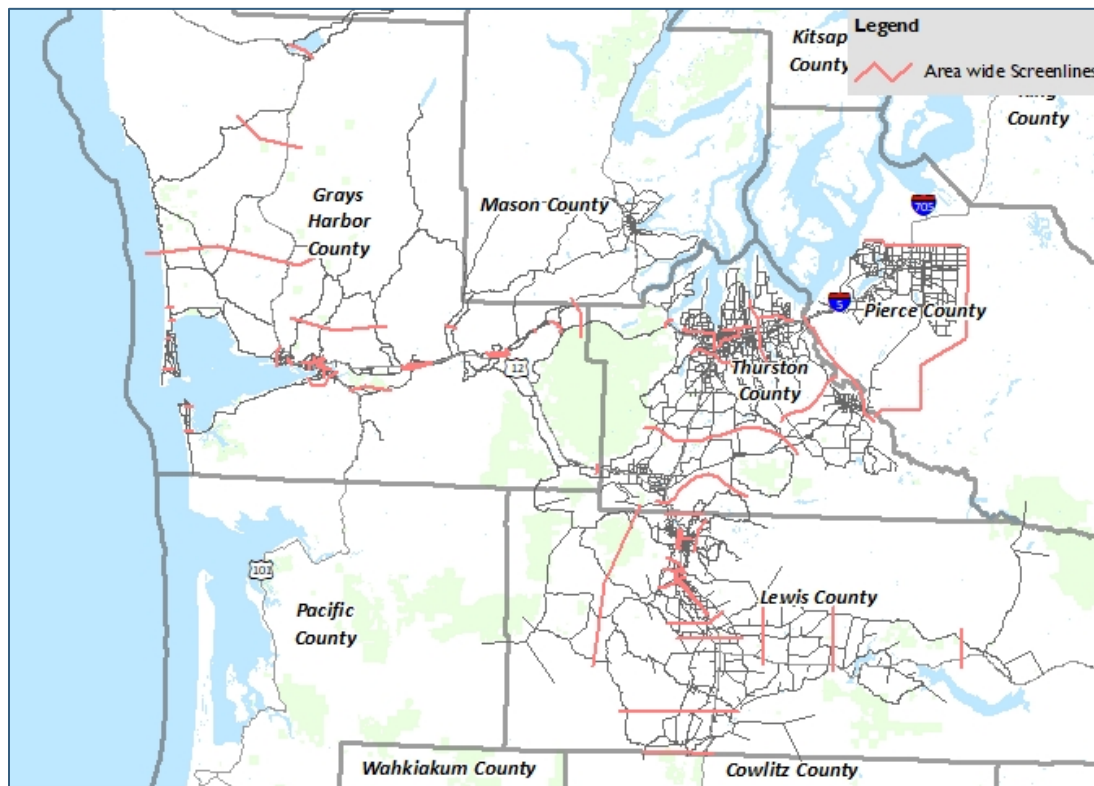 Legend
Area wide Screenlines
Kitsap
County
County
Grays
Harbor
County
Mason County
705
5
Pierce County
12
Thurston
County
101
Pacific
County
Lewis County
Wahkiakum County
Cowlitz County